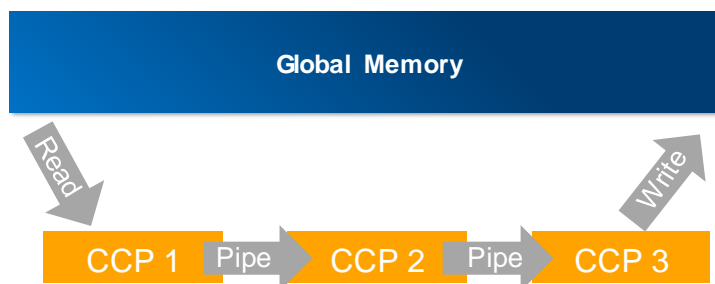 Global Memory
Read
Write
CCP 1
Pipe
CCP 2
Pipe
CCP 3